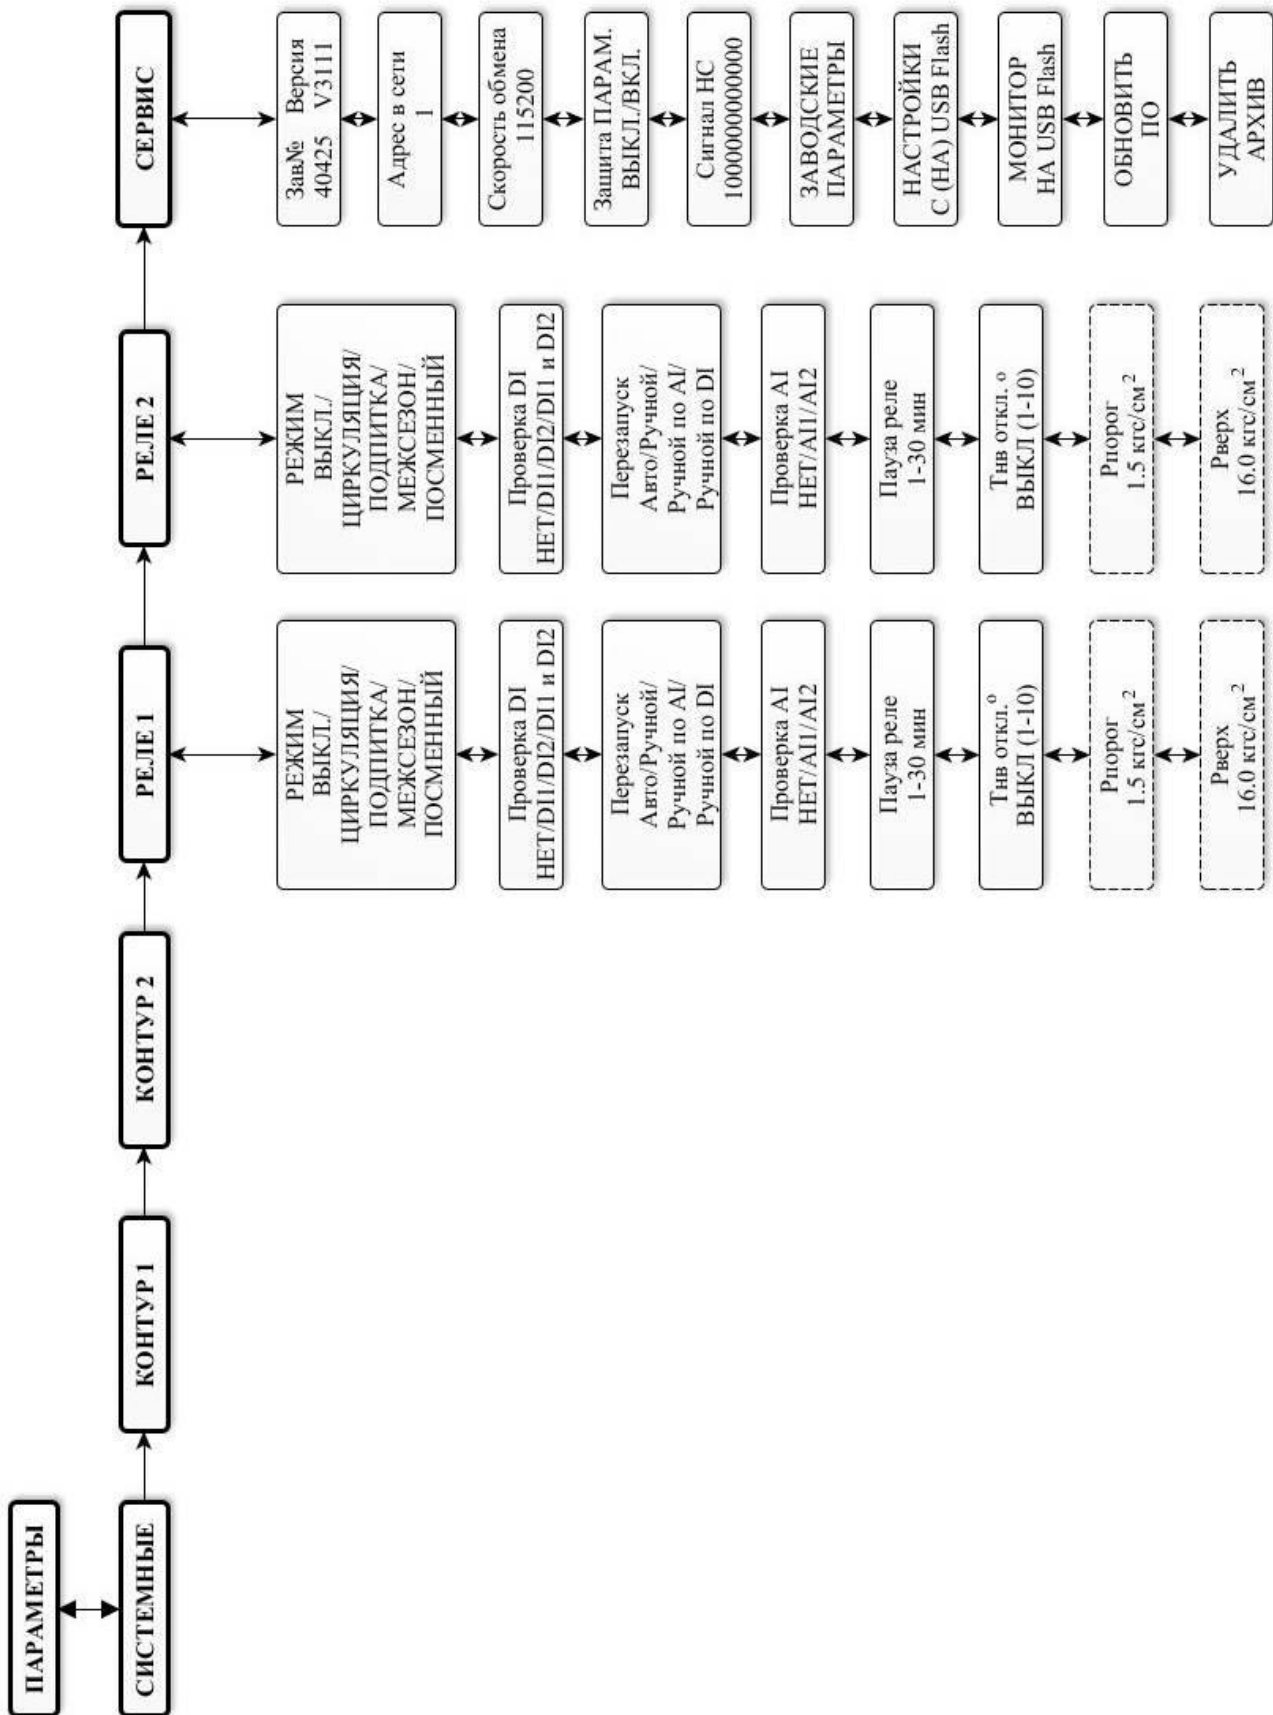 ПАРАМЕТРЫ
СИСТЕМНЫЕ
КОНТУР 1
КОНТУР 2
РЕЛЕ 1
РЕЛЕ 2
СЕРВИС
РЕЖИМ
ВЫКЛ./
ЦИРКУЛЯЦИЯ/
ПОДПИТКА/
МЕЖСЕЗОН/
ПОСМЕННЫЙ
Проверка DI
НЕТ/DI1/DI2/DI1 и DI2
Перезапуск
Авто/Ручной/
Ручной по AI/
Ручной по DI
Проверка AI
НЕТ/AI1/AI2
Пауза реле
1-30 мин
Тнв откл.°
ВЫКЛ (1-10)
Рпорог
1.5 кгс/см²
Рверх
16.0 кгс/см²
РЕЖИМ
ВЫКЛ./
ЦИРКУЛЯЦИЯ/
ПОДПИТКА/
МЕЖСЕЗОН/
ПОСМЕННЫЙ
Проверка DI
НЕТ/DI1/DI2/DI1 и DI2
Перезапуск
Авто/Ручной/
Ручной по AI/
Ручной по DI
Проверка AI
НЕТ/AI1/AI2
Пауза реле
1-30 мин
Тнв откл. °
ВЫКЛ (1-10)
Рпорог
1.5 кгс/см²
Рверх
16.0 кгс/см²
Зав№ Версия
40425 V3111
Адрес в сети
1
Скорость обмена
115200
Защита ПАРАМ.
ВЫКЛ./ВКЛ.
Сигнал НС
1000000000000
ЗАВОДСКИЕ
ПАРАМЕТРЫ
НАСТРОЙКИ
С (НА) USB Flash
МОНИТОР
НА USB Flash
ОБНОВИТЬ
ПО
УДАЛИТЬ
АРХИВ